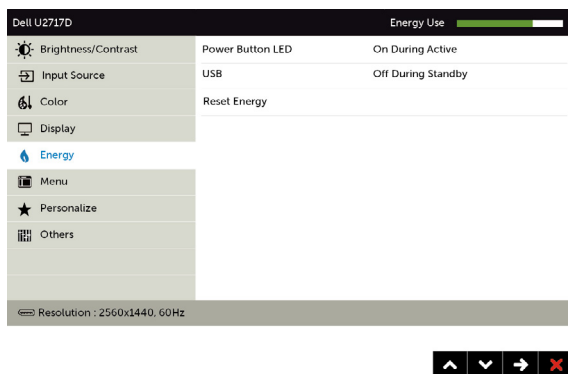 Dell U2717D Energy Use
Brightness/Contrast Power Button LED On During Active
Input Source USB Off During Standby
Color Reset Energy
Display
Energy
Menu
Personalize
Others
Resolution : 2560x1440, 60Hz